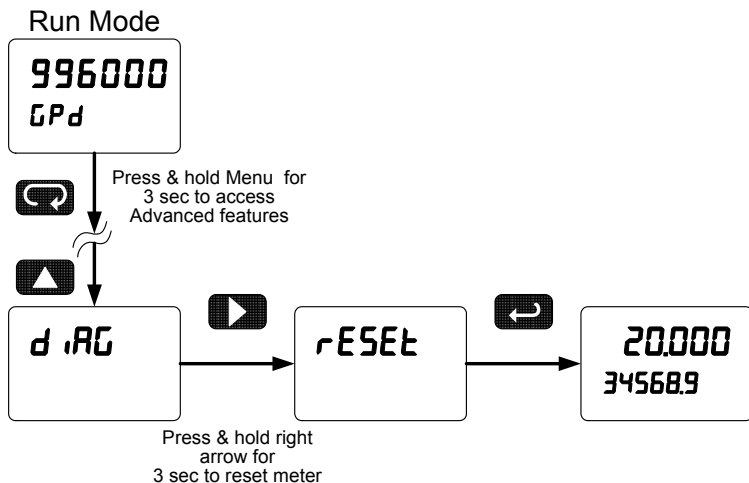 Run Mode
996000
GPd
Press & hold Menu for
3 sec to access
Advanced features
diAG
rESEt
20.000
34568.9
Press & hold right
arrow for
3 sec to reset meter